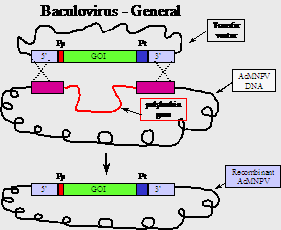 Baculovirus - General
Transfer
vector
Pp
Pt
5'
GOI
3'
AcMNPV
DNA
polyhedrin
gene
Pp
Pt
5'
GOI
3'
Recombinant
AcMNPV